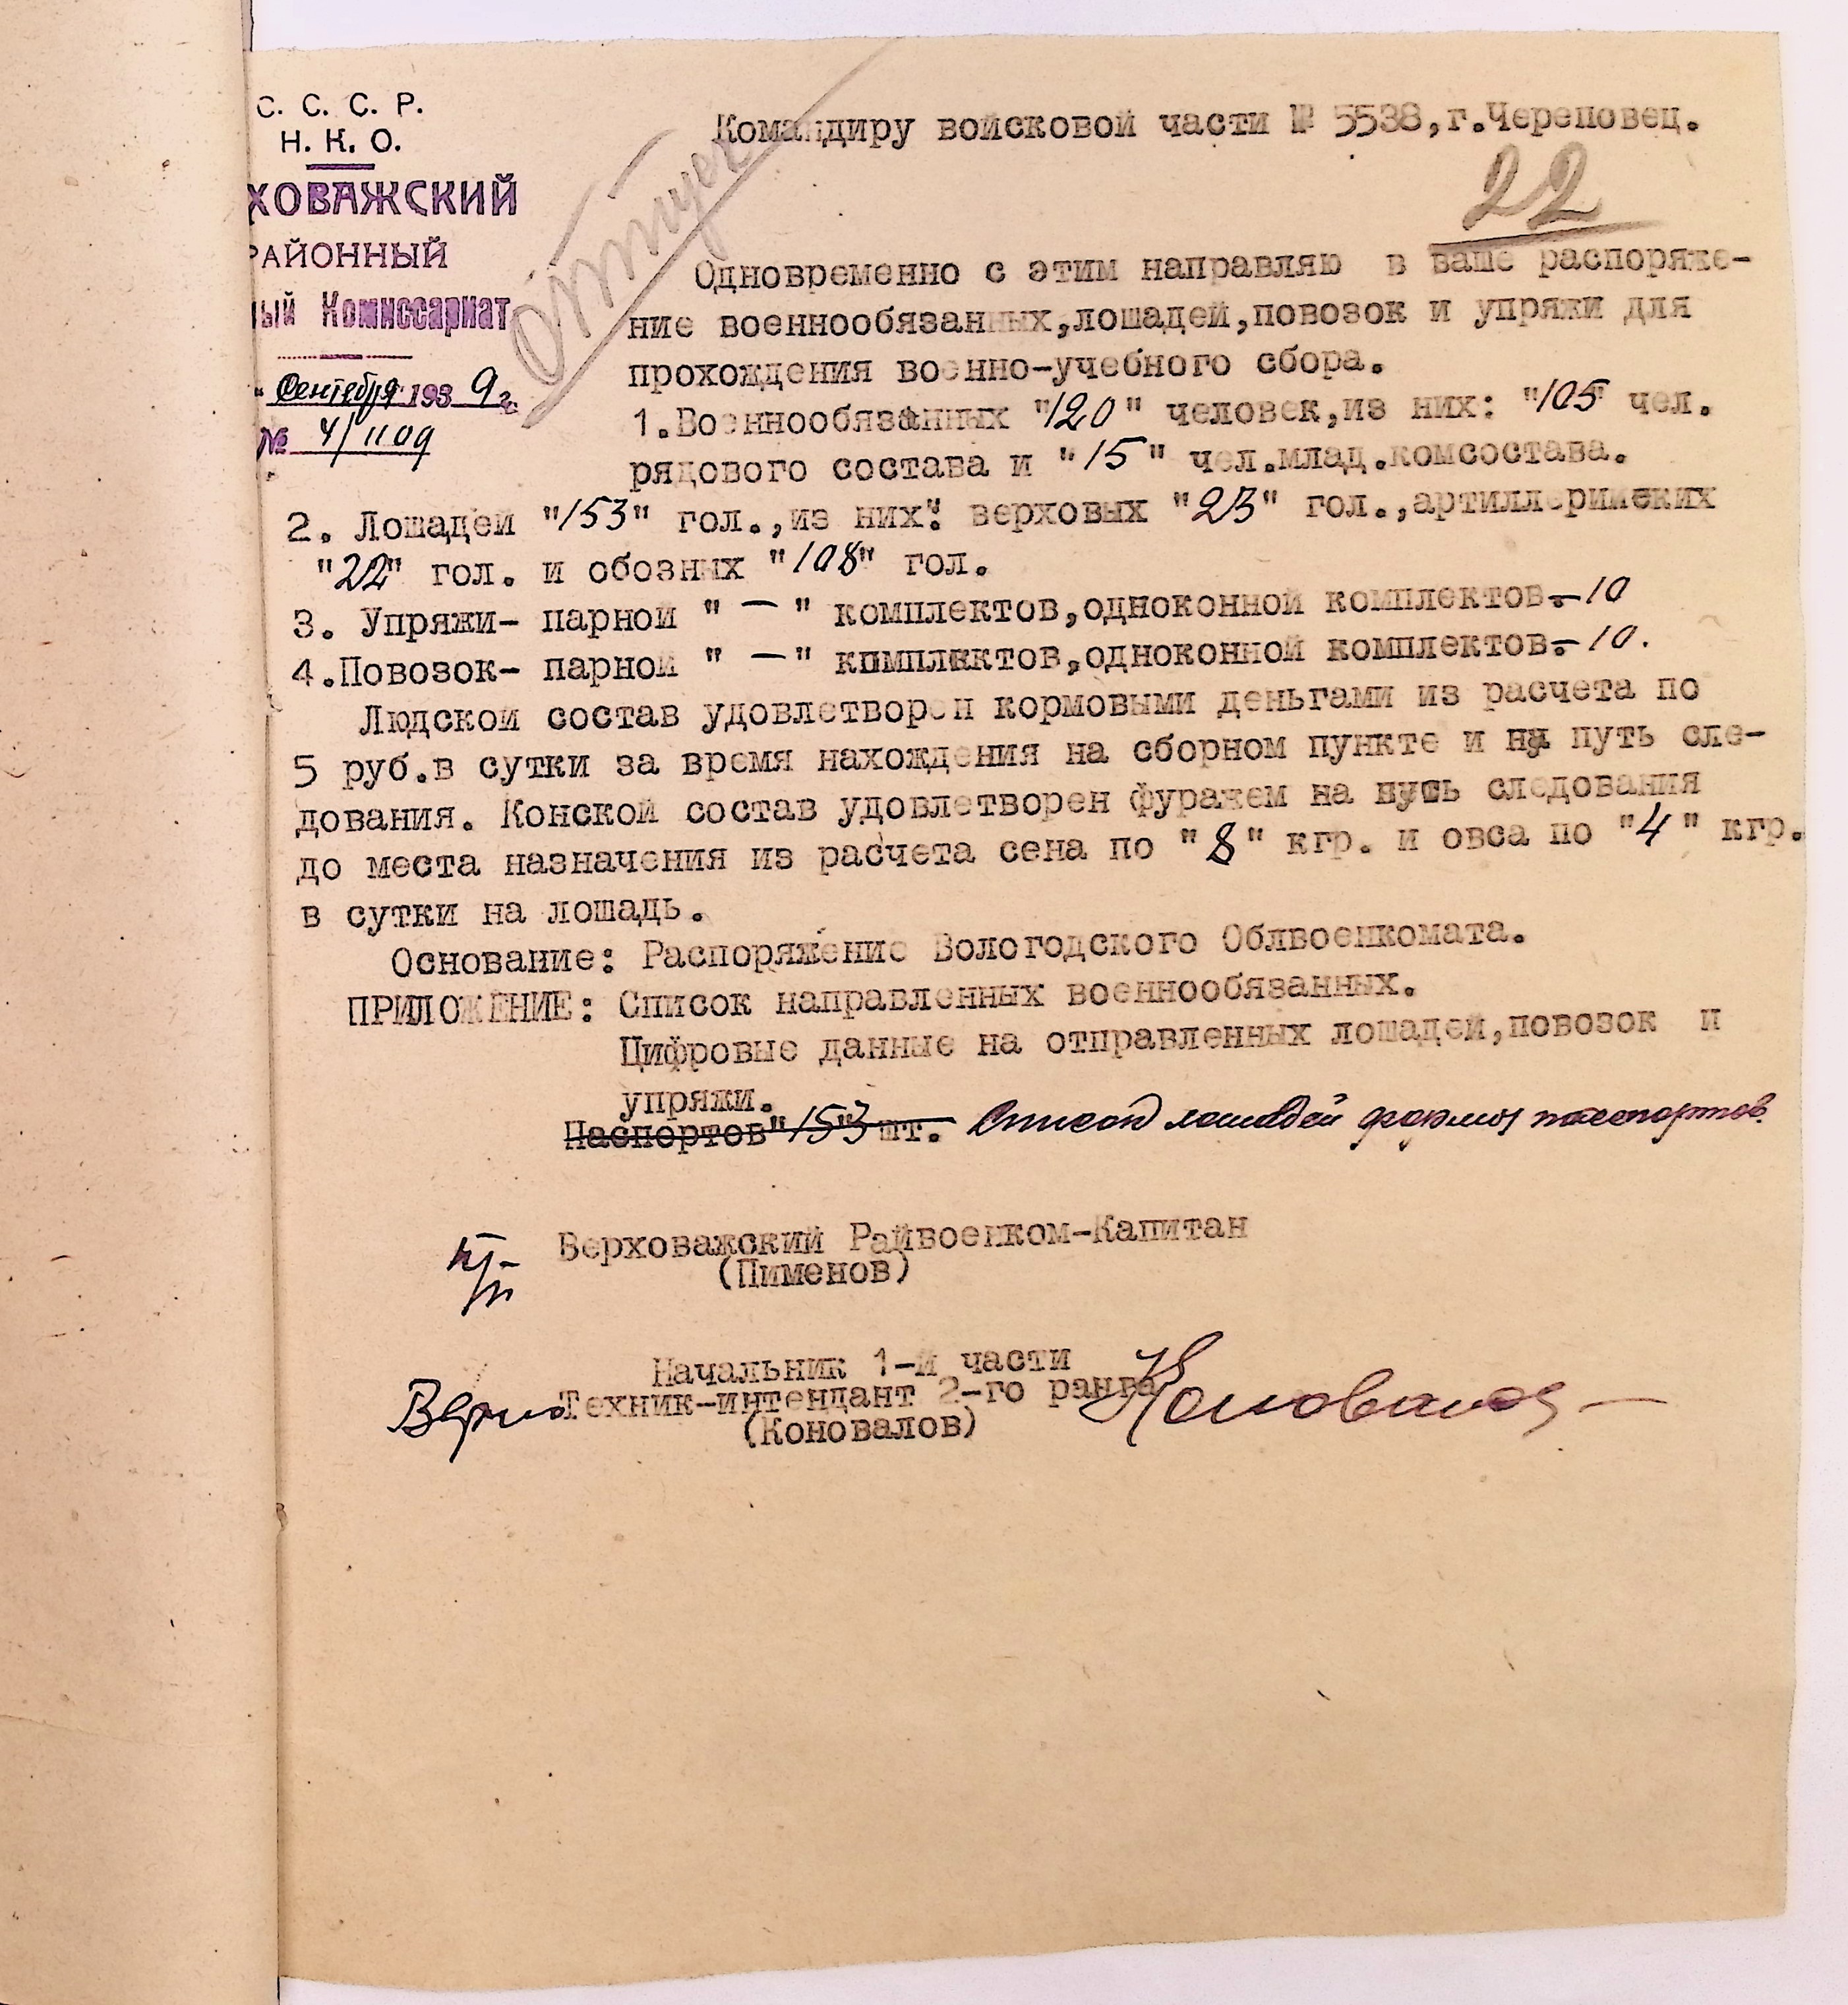 С. С. С. Р.
Н. К. О.
ХОВАЖСКИЙ
РАЙОННЫЙ
ный Комиссариат
" Сентября 1939 г.
№ 4/1109
Командиру войсковой части № 5538, г.Череповец.
22
Одновременно с этим направляю в ваше распоряже-
ние военнообязанных,лошадей,повозок и упряжи для
прохождения военно-учебного сбора.
1.Военнообязанных "120" человек,из них: "105" чел.
рядового состава и "15" чел.млад.комсостава.
2. Лошадей "153" гол.,из них: верховых "23" гол.,артиллерийских
"22" гол. и обозных "108" гол.
3. Упряжи- парной " — " комплектов,одноконной комплектов.-10
4.Повозок- парной " — " комплектов,одноконной комплектов.-10.
Людской состав удовлетворен кормовыми деньгами из расчета по
5 руб.в сутки за время нахождения на сборном пункте и на путь сле-
дования. Конской состав удовлетворен фуражем на путь следования
до места назначения из расчета сена по "8" кгр. и овса по "4" кгр.
в сутки на лошадь.
Основание: Распоряжение Вологодского Облвоенкомата.
ПРИЛОЖЕНИЕ: Список направленных военнообязанных.
Цифровые данные на отправленных лошадей,повозок и
упряжи.
Паспортов "153" шт. Список лошадей формы паспортов.
Верховажский Райвоенком-Капитан
(Пименов)
Начальник 1-й части
Верно Техник-интендант 2-го ранга Коновалов
(Коновалов)